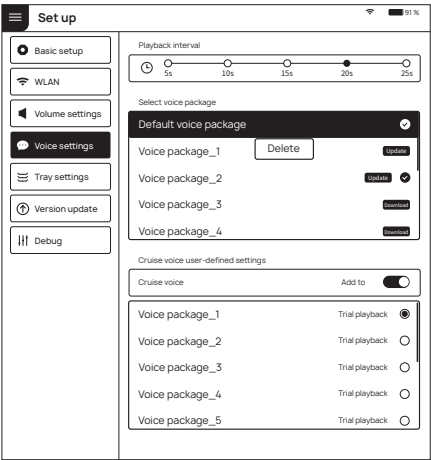 Set up
91 %
Basic setup
WLAN
Volume settings
Voice settings
Tray settings
Version update
Debug
Playback interval
5s 10s 15s 20s 25s
Select voice package
Default voice package
Voice package_1 Update
Delete
Voice package_2 Update
Voice package_3 Download
Voice package_4 Download
Cruise voice user-defined settings
Cruise voice Add to
Voice package_1 Trial playback
Voice package_2 Trial playback
Voice package_3 Trial playback
Voice package_4 Trial playback
Voice package_5 Trial playback